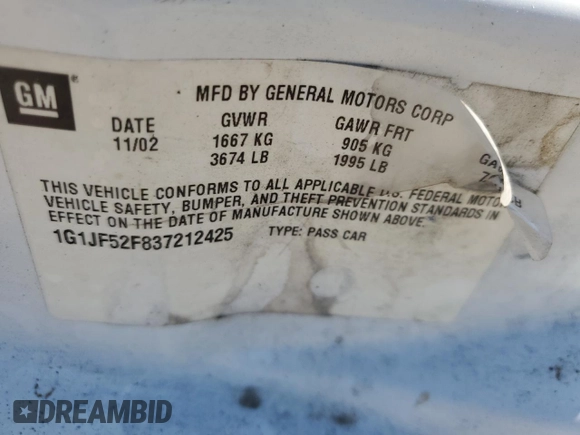 GM ®
MFD BY GENERAL MOTORS CORP
DATE GVWR GAWR FRT
11/02 1667 KG 905 KG
3674 LB 1995 LB
THIS VEHICLE CONFORMS TO ALL APPLICABLE U.S. FEDERAL MOTOR
VEHICLE SAFETY, BUMPER, AND THEFT PREVENTION STANDARDS IN
EFFECT ON THE DATE OF MANUFACTURE SHOWN ABOVE.
1G1JF52F837212425 TYPE: PASS CAR
DREAMBID